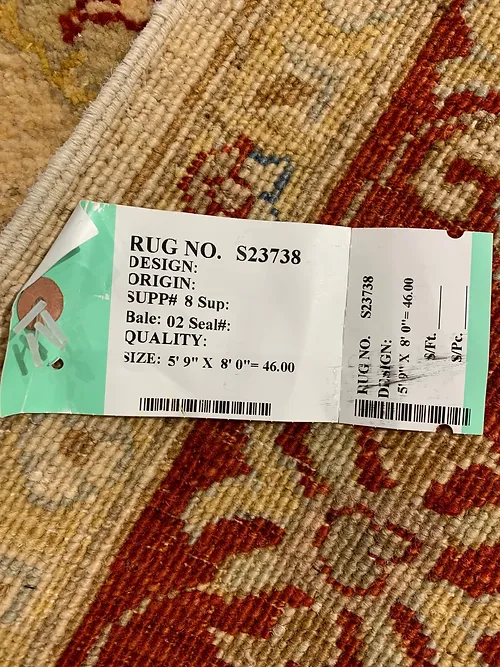 RUG NO. S23738
DESIGN:
ORIGIN:
SUPP# 8 Sup:
Bale: 02 Seal#:
QUALITY:
SIZE: 5' 9" X 8' 0"= 46.00
RUG NO. S23738
DESIGN:
5' 9" X 8' 0"= 46.00
$/Ft.
$/Pc.